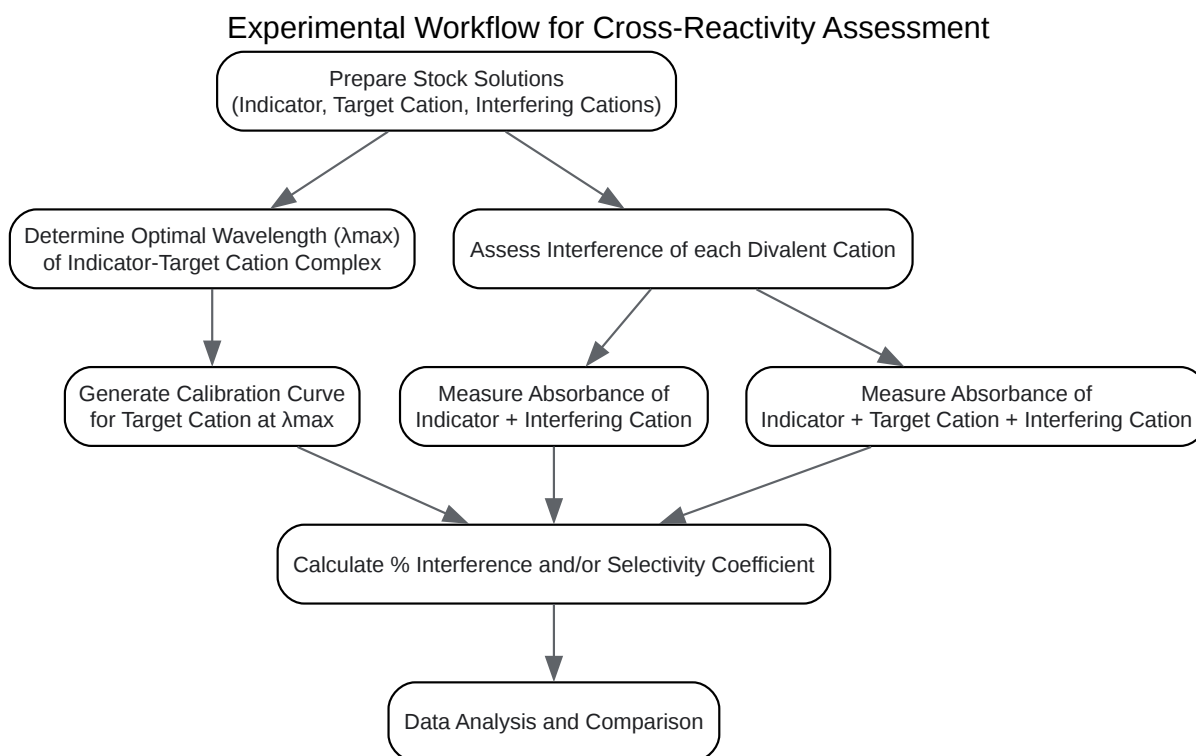 Experimental Workflow for Cross-Reactivity Assessment
Prepare Stock Solutions
(Indicator, Target Cation, Interfering Cations)
Determine Optimal Wavelength (λmax)
of Indicator-Target Cation Complex
Assess Interference of each Divalent Cation
Generate Calibration Curve
for Target Cation at λmax
Measure Absorbance of
Indicator + Interfering Cation
Measure Absorbance of
Indicator + Target Cation + Interfering Cation
Calculate % Interference and/or Selectivity Coefficient
Data Analysis and Comparison